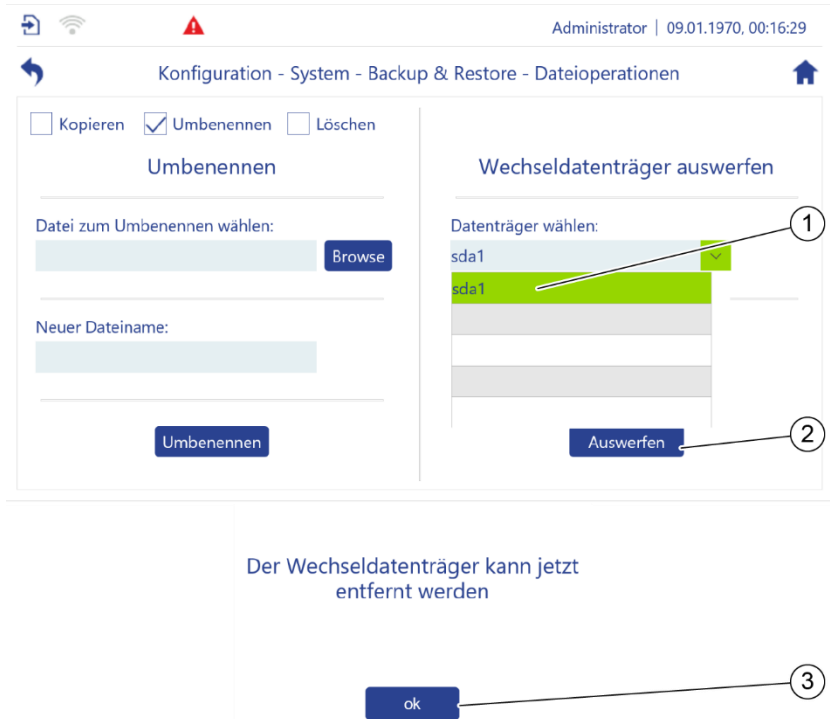 Administrator | 09.01.1970, 00:16:29
Konfiguration - System - Backup & Restore - Dateioperationen
Kopieren Umbenennen Löschen
Umbenennen
Datei zum Umbenennen wählen:
Browse
Neuer Dateiname:
Umbenennen
Wechseldatenträger auswerfen
Datenträger wählen:
1
sda1
sda1
Auswerfen
2
Der Wechseldatenträger kann jetzt
entfernt werden
ok
3